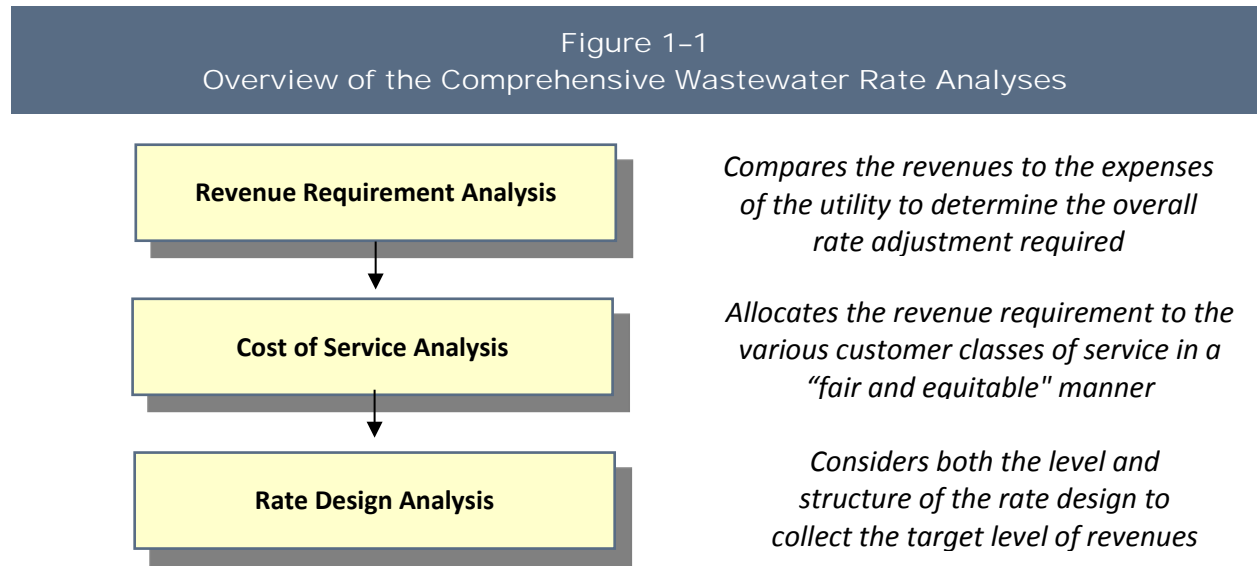 Figure 1–1
Overview of the Comprehensive Wastewater Rate Analyses
Revenue Requirement Analysis
Compares the revenues to the expenses
of the utility to determine the overall
rate adjustment required
Cost of Service Analysis
Allocates the revenue requirement to the
various customer classes of service in a
“fair and equitable" manner
Rate Design Analysis
Considers both the level and
structure of the rate design to
collect the target level of revenues